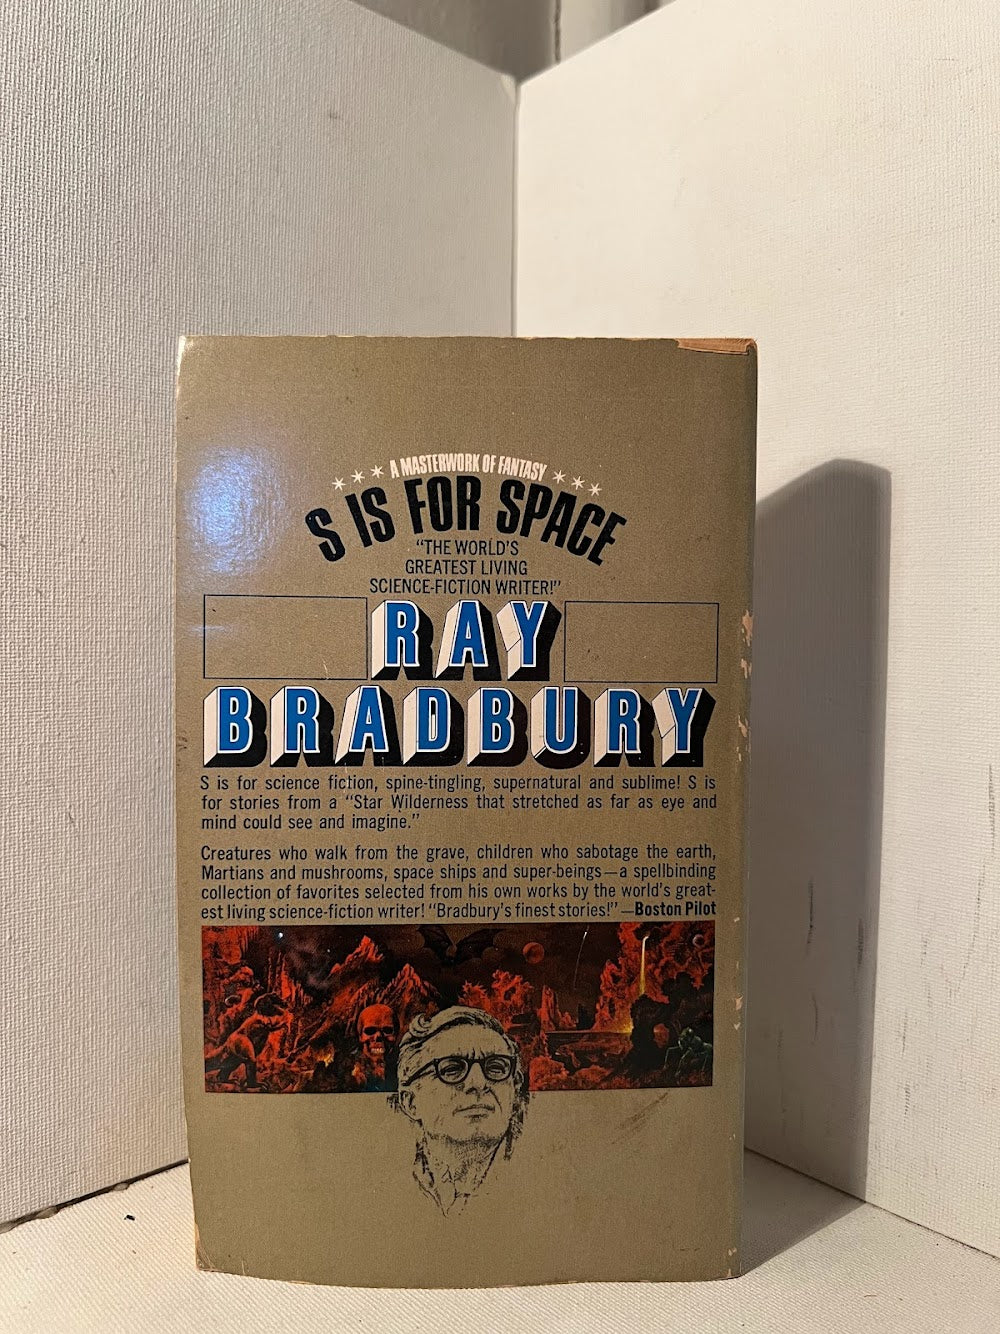 A MASTERWORK OF FANTASY
S IS FOR SPACE
“THE WORLD’S
GREATEST LIVING
SCIENCE-FICTION WRITER!”
RAY
BRADBURY
S is for science fiction, spine-tingling, supernatural and sublime! S is
for stories from a “Star Wilderness that stretched as far as eye and
mind could see and imagine.”
Creatures who walk from the grave, children who sabotage the earth,
Martians and mushrooms, space ships and super-beings—a spellbinding
collection of favorites selected from his own works by the world’s great-
est living science-fiction writer! “Bradbury’s finest stories!” —Boston Pilot